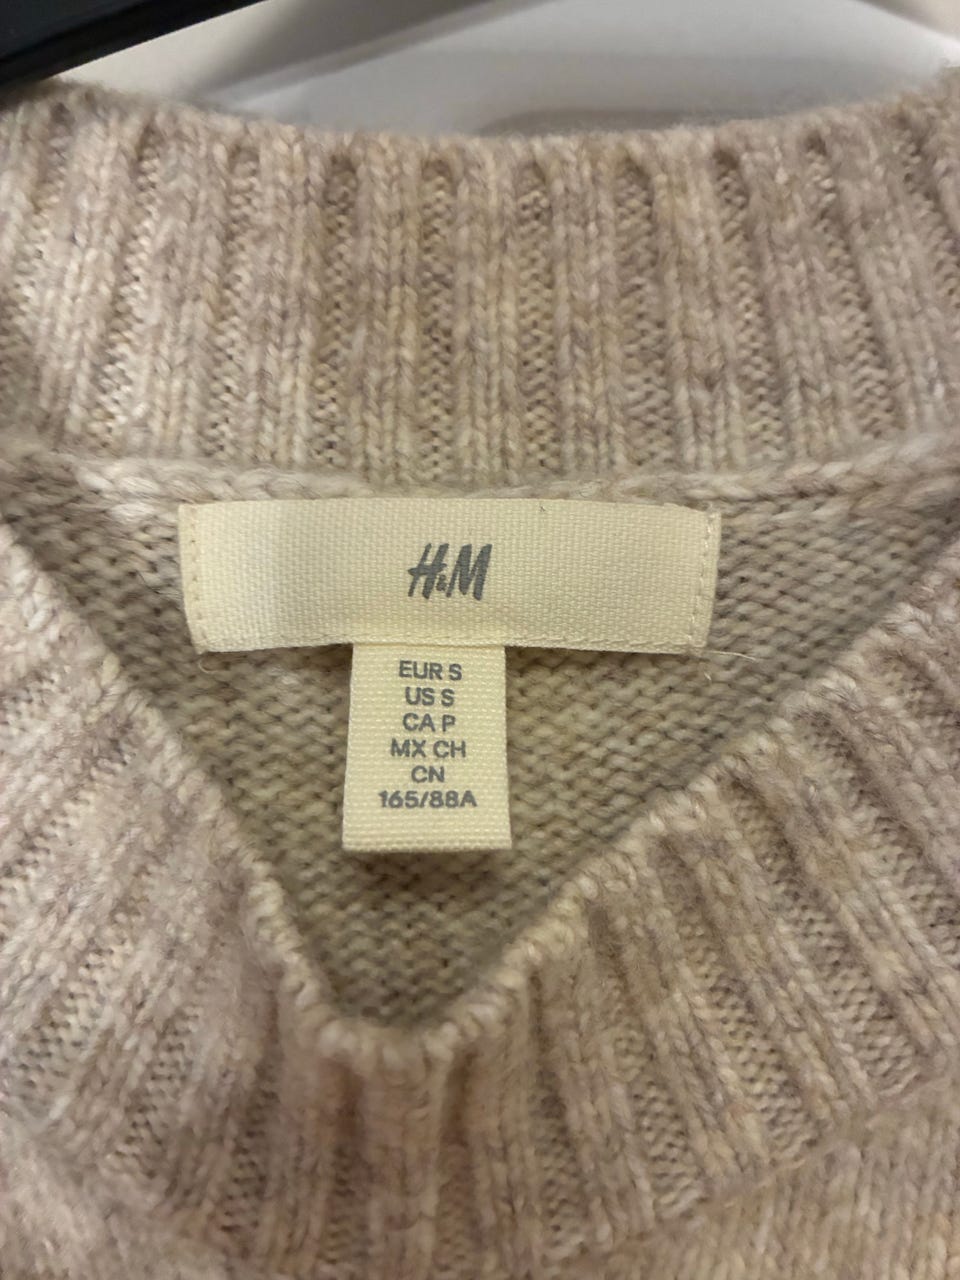 H&M
EUR S
US S
CA P
MX CH
CN
165/88A